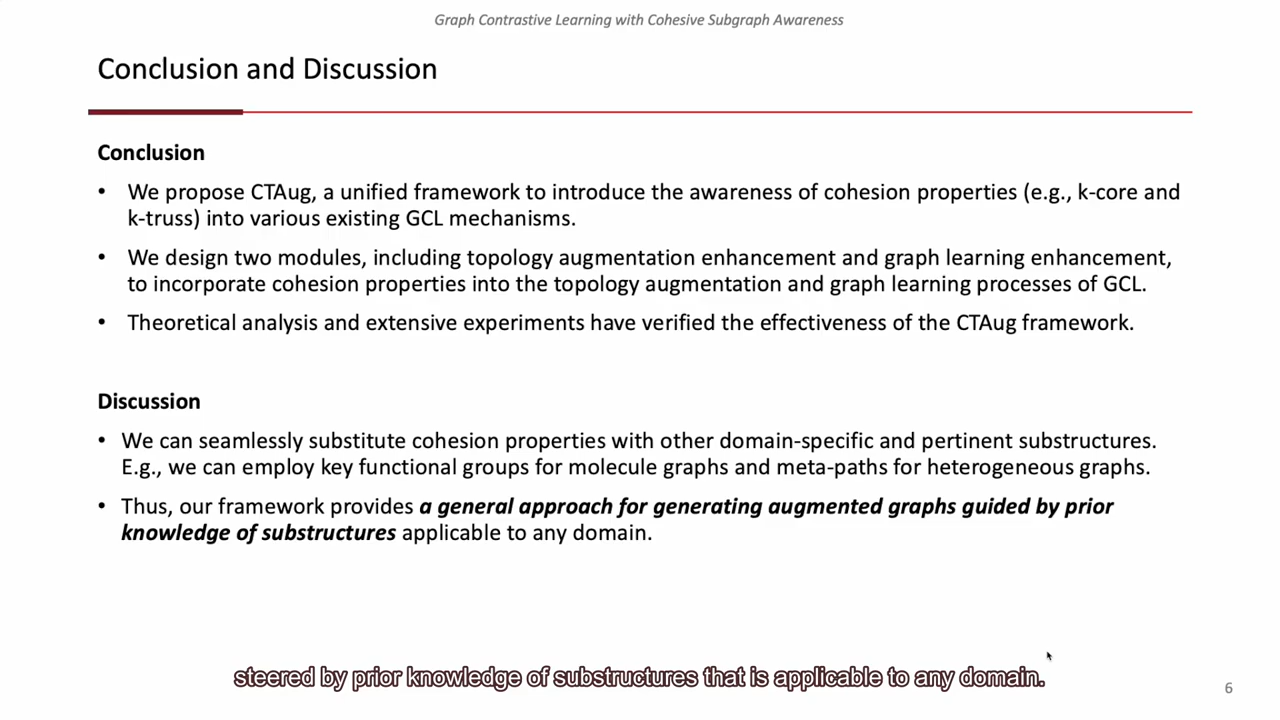 Graph Contrastive Learning with Cohesive Subgraph Awareness
Conclusion and Discussion
Conclusion
• We propose CTAug, a unified framework to introduce the awareness of cohesion properties (e.g., k-core and
k-truss) into various existing GCL mechanisms.
• We design two modules, including topology augmentation enhancement and graph learning enhancement,
to incorporate cohesion properties into the topology augmentation and graph learning processes of GCL.
• Theoretical analysis and extensive experiments have verified the effectiveness of the CTAug framework.
Discussion
• We can seamlessly substitute cohesion properties with other domain-specific and pertinent substructures.
E.g., we can employ key functional groups for molecule graphs and meta-paths for heterogeneous graphs.
• Thus, our framework provides a general approach for generating augmented graphs guided by prior
knowledge of substructures applicable to any domain.
steered by prior knowledge of substructures that is applicable to any domain.
6